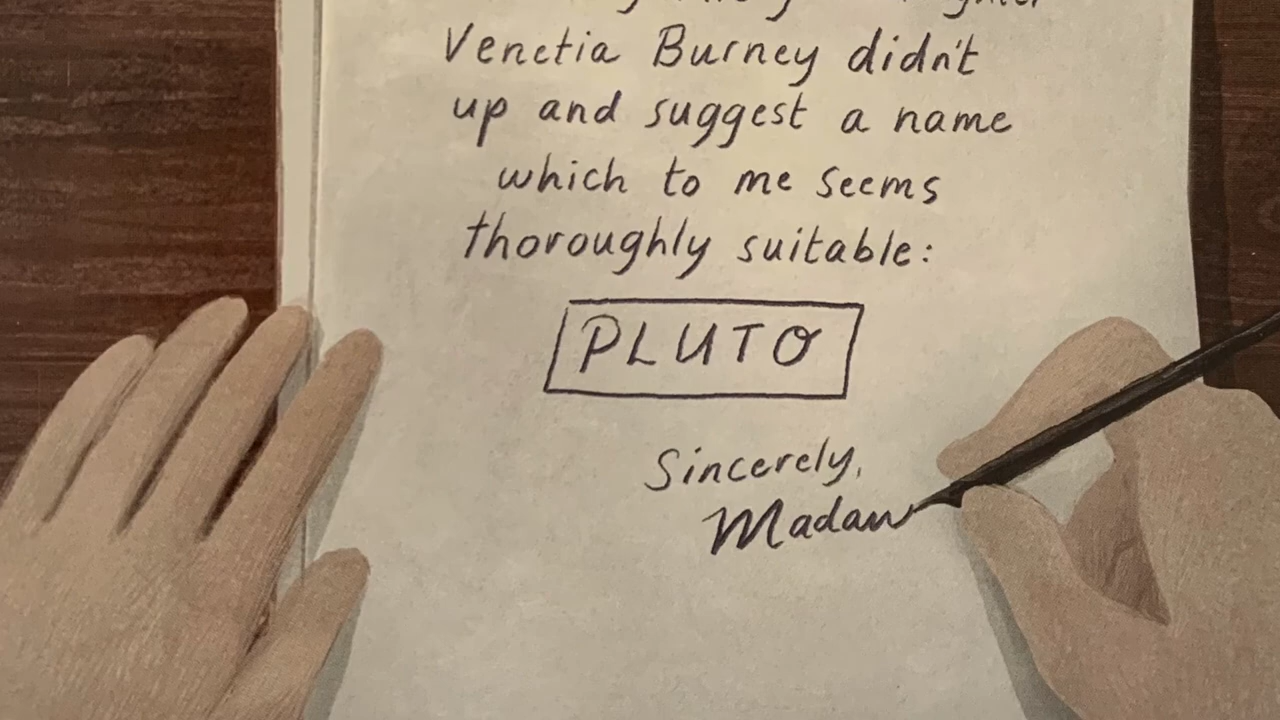 Venetia Burney didn't
up and suggest a name
which to me seems
thoroughly suitable:
PLUTO
Sincerely,
Madan